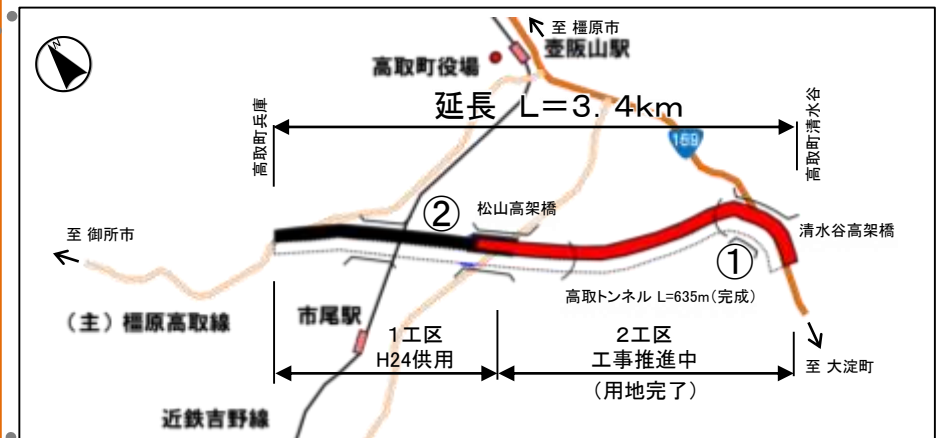 N
至 橿原市
壺阪山駅
高取町役場
延長 L=3.4km
高取町兵庫
高取町清水谷
169
②
松山高架橋
清水谷高架橋
①
至 御所市
高取トンネル L=635m(完成)
(主)橿原高取線
市尾駅
1工区
H24供用
2工区
工事推進中
(用地完了)
至 大淀町
近鉄吉野線